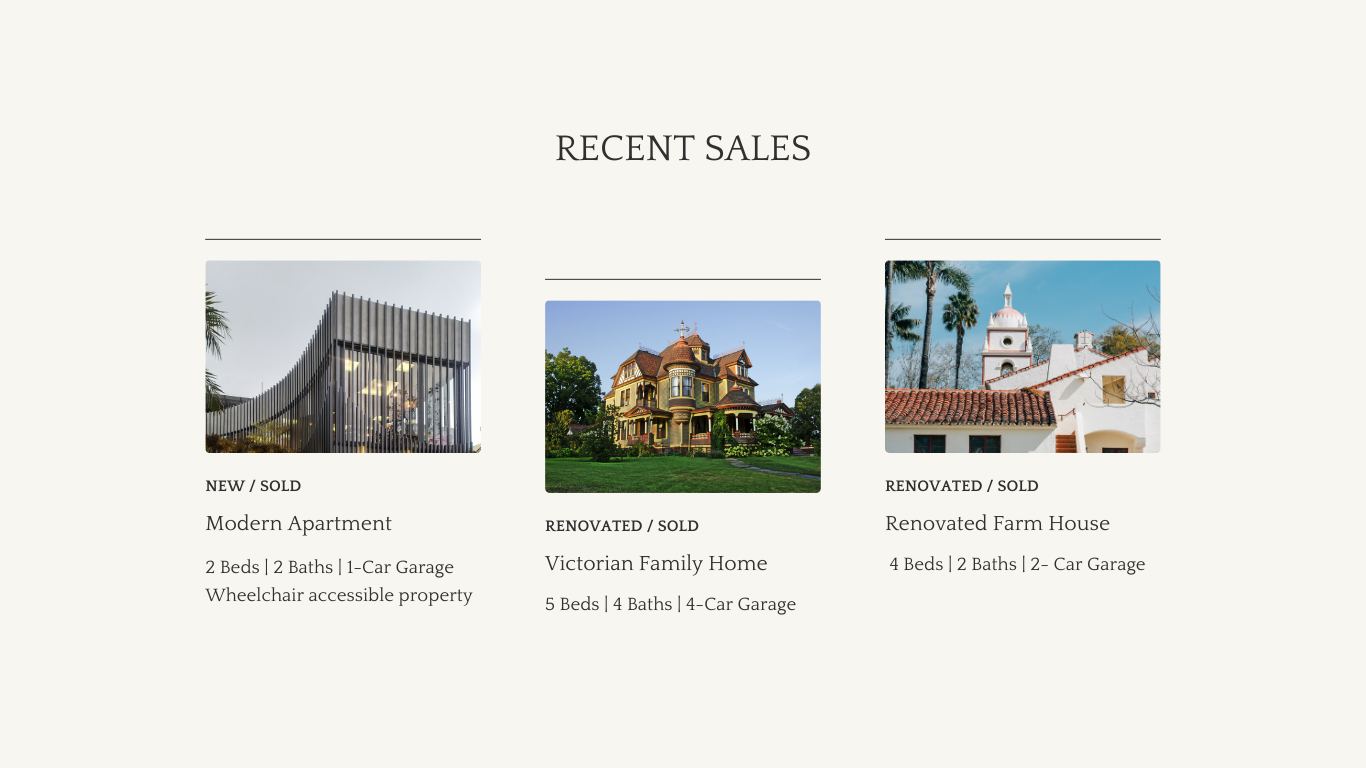 RECENT SALES
NEW / SOLD
Modern Apartment
2 Beds | 2 Baths | 1-Car Garage
Wheelchair accessible property
RENOVATED / SOLD
Victorian Family Home
5 Beds | 4 Baths | 4-Car Garage
RENOVATED / SOLD
Renovated Farm House
4 Beds | 2 Baths | 2- Car Garage